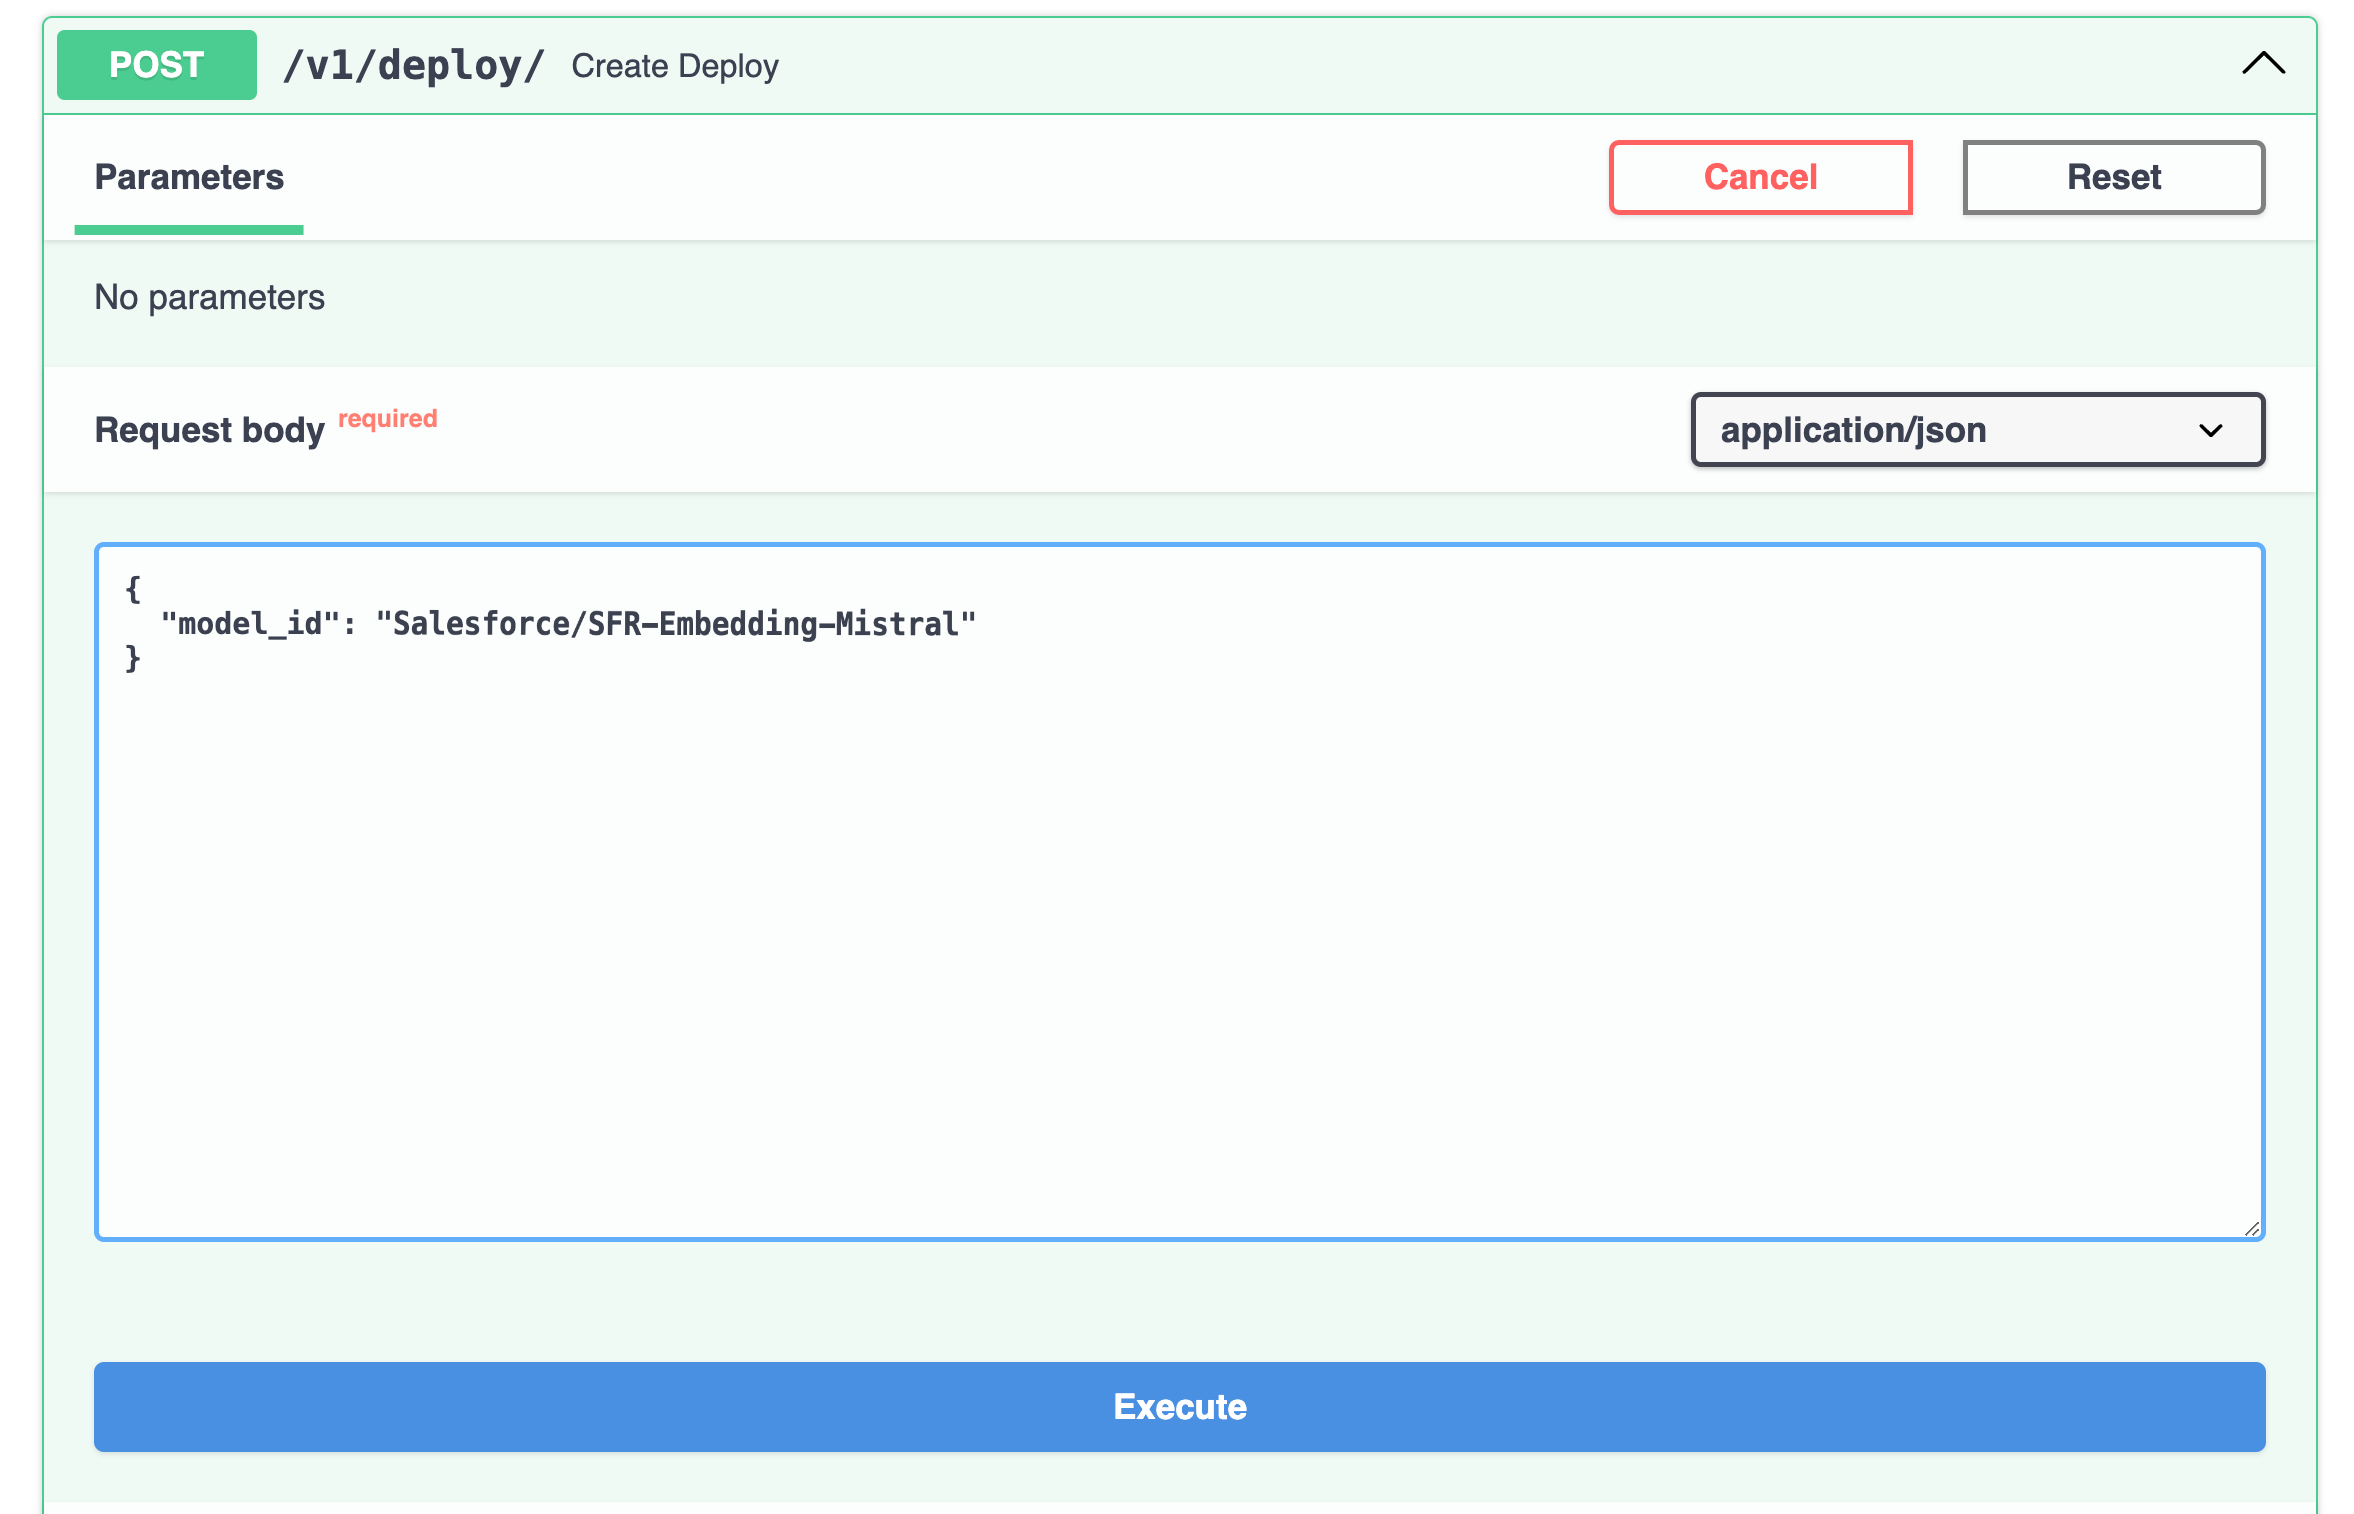 POST /v1/deploy/ Create Deploy
Parameters Cancel Reset
No parameters
Request body required application/json
{
"model_id": "Salesforce/SFR-Embedding-Mistral"
}
Execute